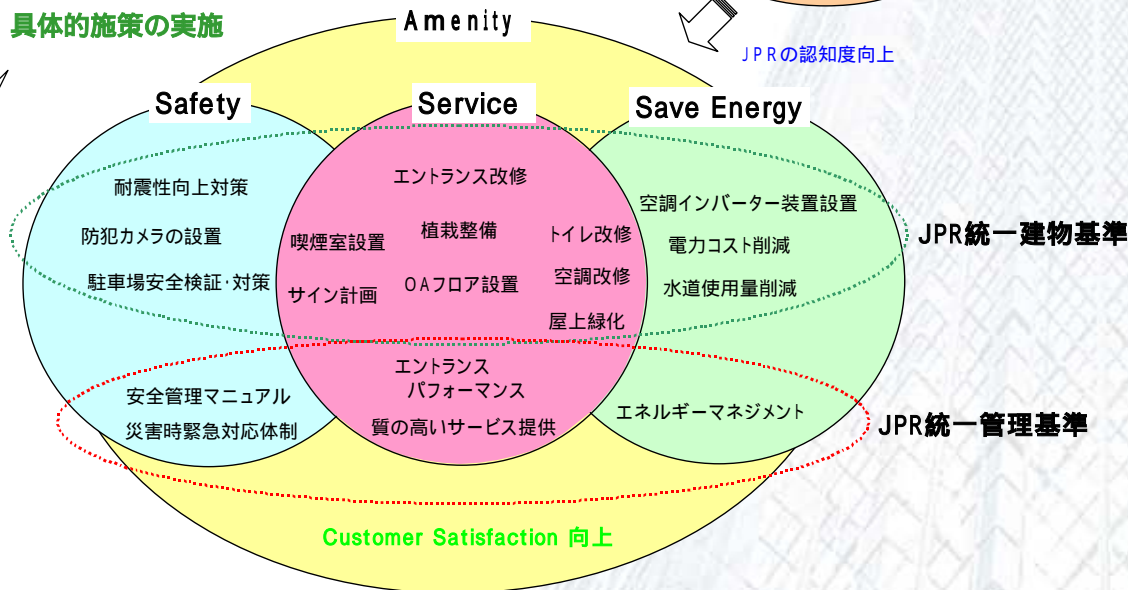 具体的施策の実施
Amenity
JPRの認知度向上
Safety
Service
Save Energy
耐震性向上対策
防犯カメラの設置
駐車場安全検証・対策
エントランス改修
植栽整備
喫煙室設置
トイレ改修
OAフロア設置
空調改修
サイン計画
屋上緑化
空調インバーター装置設置
電力コスト削減
水道使用量削減
JPR統一建物基準
安全管理マニュアル
災害時緊急対応体制
エントランス
パフォーマンス
質の高いサービス提供
エネルギーマネジメント
JPR統一管理基準
Customer Satisfaction 向上